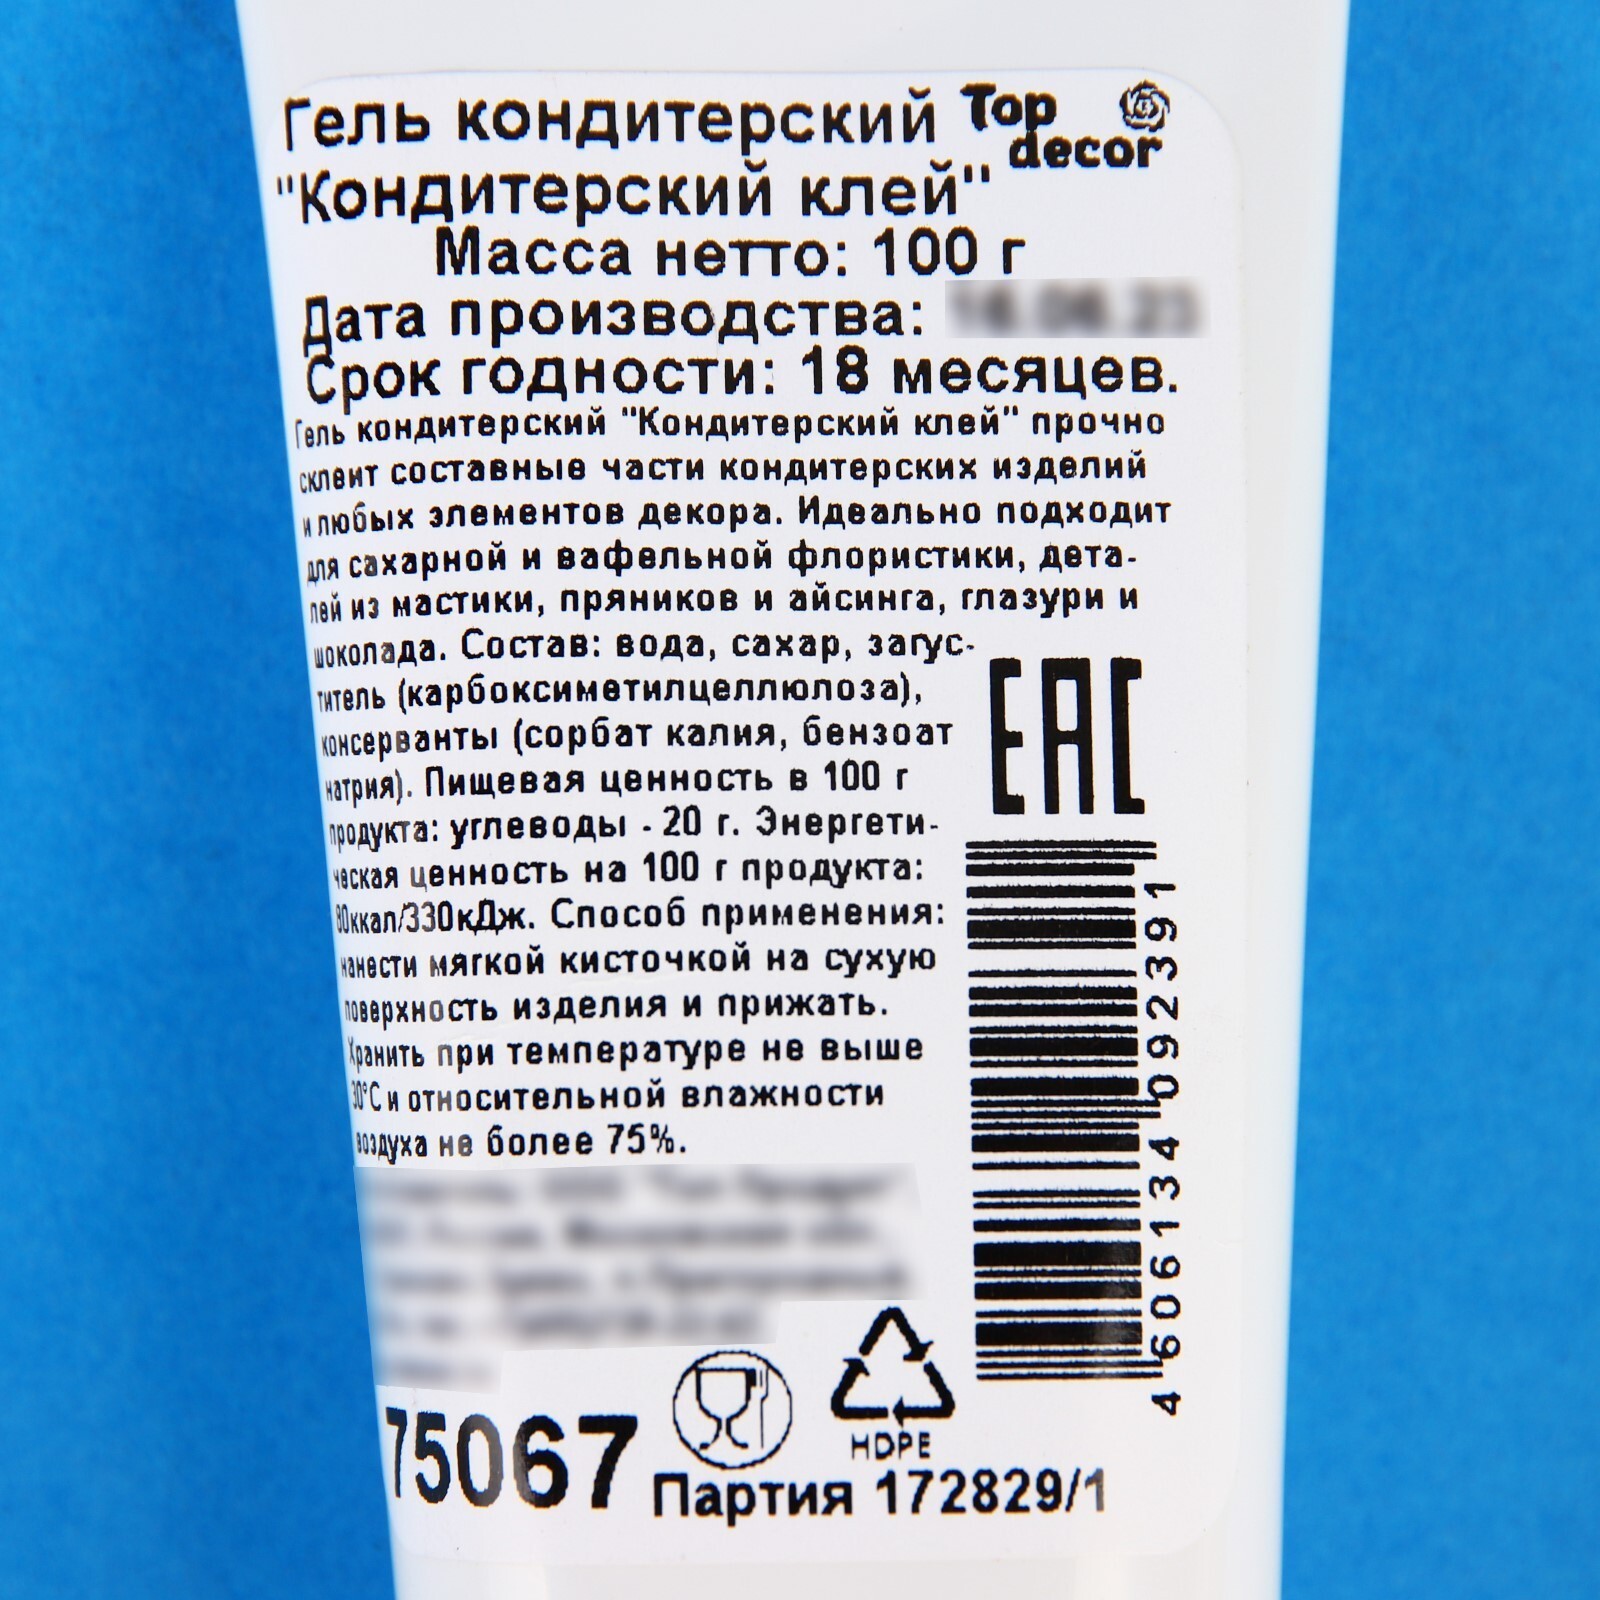 Гель кондитерский
Top decor
"Кондитерский клей"
Масса нетто: 100 г
Дата производства:
Срок годности: 18 месяцев.
Гель кондитерский "Кондитерский клей" прочно
склеит составные части кондитерских изделий
и любых элементов декора. Идеально подходит
для сахарной и вафельной флористики, дета-
лей из мастики, пряников и айсинга, глазури и
шоколада. Состав: вода, сахар, загус-
титель (карбоксиметилцеллюлоза),
консерванты (сорбат калия, бензоат
натрия). Пищевая ценность в 100 г
продукта: углеводы - 20 г. Энергети-
ческая ценность на 100 г продукта:
80ккал/330кДж. Способ применения:
нанести мягкой кисточкой на сухую
поверхность изделия и прижать.
Хранить при температуре не выше
30°C и относительной влажности
воздуха не более 75%.
EAC
4 606134 092391
75067
HDPE
Партия 172829/1